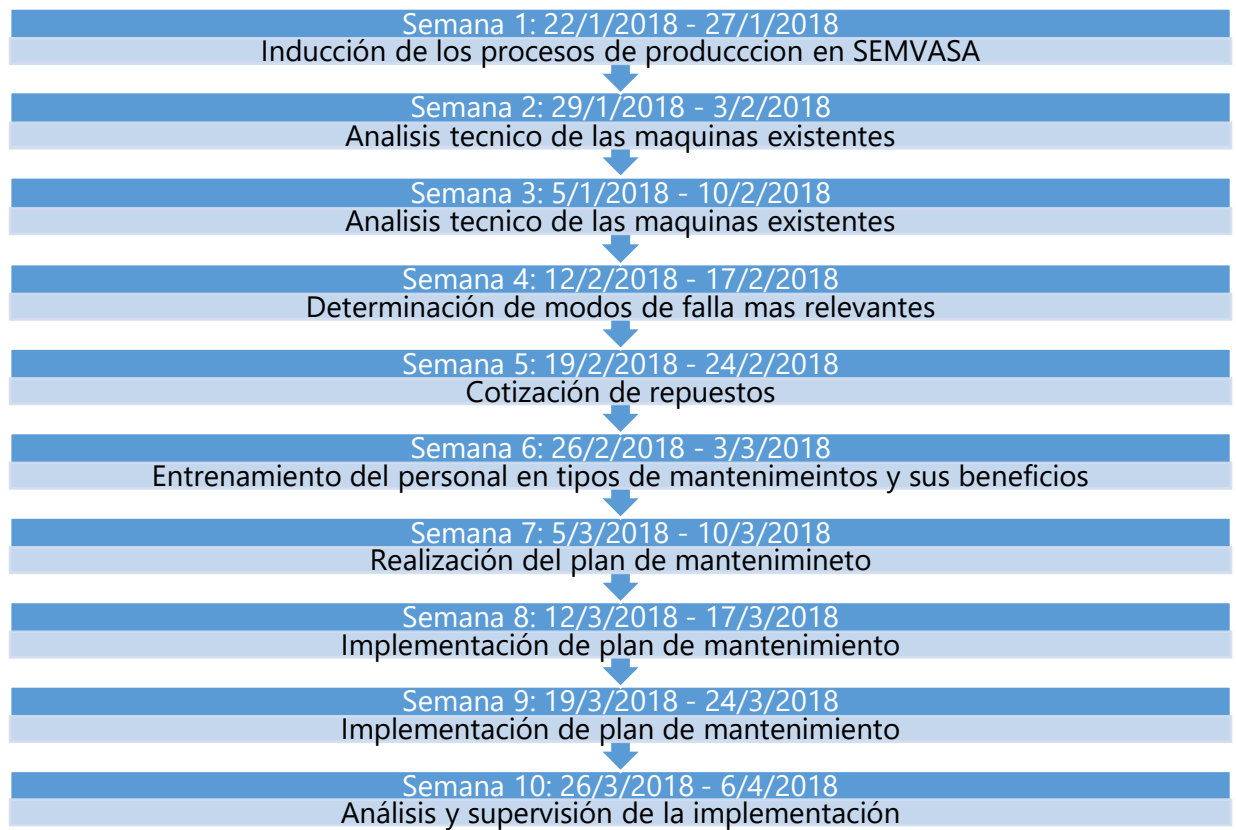 Semana 1: 22/1/2018 - 27/1/2018
Inducción de los procesos de producccion en SEMVASA
Semana 2: 29/1/2018 - 3/2/2018
Analisis tecnico de las maquinas existentes
Semana 3: 5/1/2018 - 10/2/2018
Analisis tecnico de las maquinas existentes
Semana 4: 12/2/2018 - 17/2/2018
Determinación de modos de falla mas relevantes
Semana 5: 19/2/2018 - 24/2/2018
Cotización de repuestos
Semana 6: 26/2/2018 - 3/3/2018
Entrenamiento del personal en tipos de mantenimeintos y sus beneficios
Semana 7: 5/3/2018 - 10/3/2018
Realización del plan de mantenimineto
Semana 8: 12/3/2018 - 17/3/2018
Implementación de plan de mantenimiento
Semana 9: 19/3/2018 - 24/3/2018
Implementación de plan de mantenimiento
Semana 10: 26/3/2018 - 6/4/2018
Análisis y supervisión de la implementación